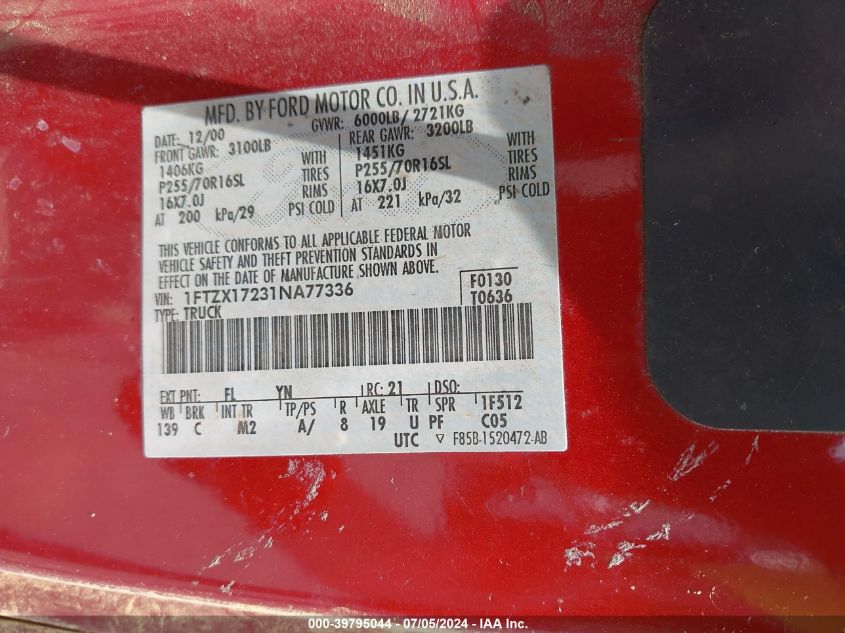 MFD. BY FORD MOTOR CO. IN U.S.A.
DATE: 12/00 GVWR: 6000LB/ 2721KG
FRONT GAWR: 3100LB REAR GAWR: 3200LB
1406KG WITH 1451KG WITH
P255/70R16SL TIRES P255/70R16SL TIRES
16X7.0J RIMS 16X7.0J RIMS
AT 200 kPa/29 PSI COLD AT 221 kPa/32 PSI COLD
THIS VEHICLE CONFORMS TO ALL APPLICABLE FEDERAL MOTOR
VEHICLE SAFETY AND THEFT PREVENTION STANDARDS IN
EFFECT ON THE DATE OF MANUFACTURE SHOWN ABOVE.
VIN: 1FTZX17231NA77336 F0130
TYPE: TRUCK T0636
EXT PNT: FL YN RC: 21 DSO:
WB BRK INT TR TP/PS R AXLE TR SPR 1F512
139 C M2 A/ 8 19 U PF C05
UTC ▽ F85B-1520472-AB
000-39795044 / 07/05/2024 - IAA Inc.